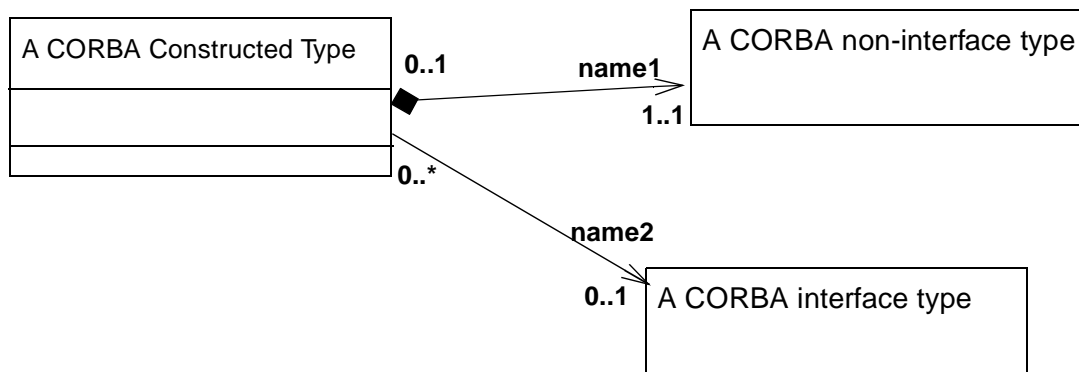 A CORBA Constructed Type
A CORBA non-interface type
0..1
name1
1..1
0..*
name2
0..1
A CORBA interface type